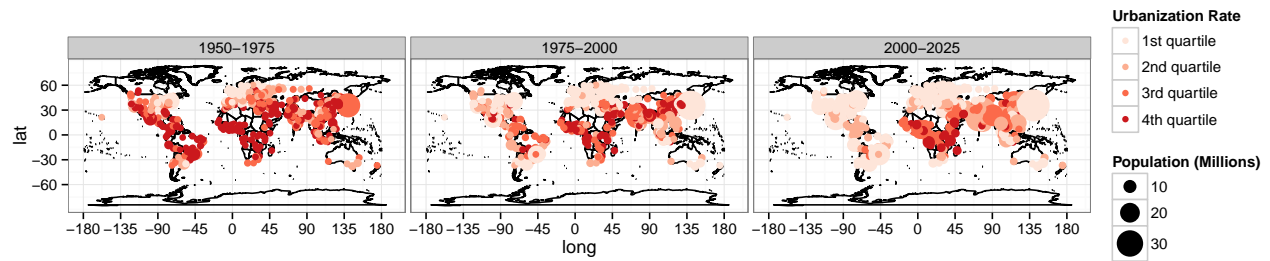 1950−1975
1975−2000
2000−2025
60
30
0
−30
−60
lat
−180 −135 −90 −45 0 45 90 135 180
−180 −135 −90 −45 0 45 90 135 180
−180 −135 −90 −45 0 45 90 135 180
long
Urbanization Rate
1st quartile
2nd quartile
3rd quartile
4th quartile
Population (Millions)
10
20
30